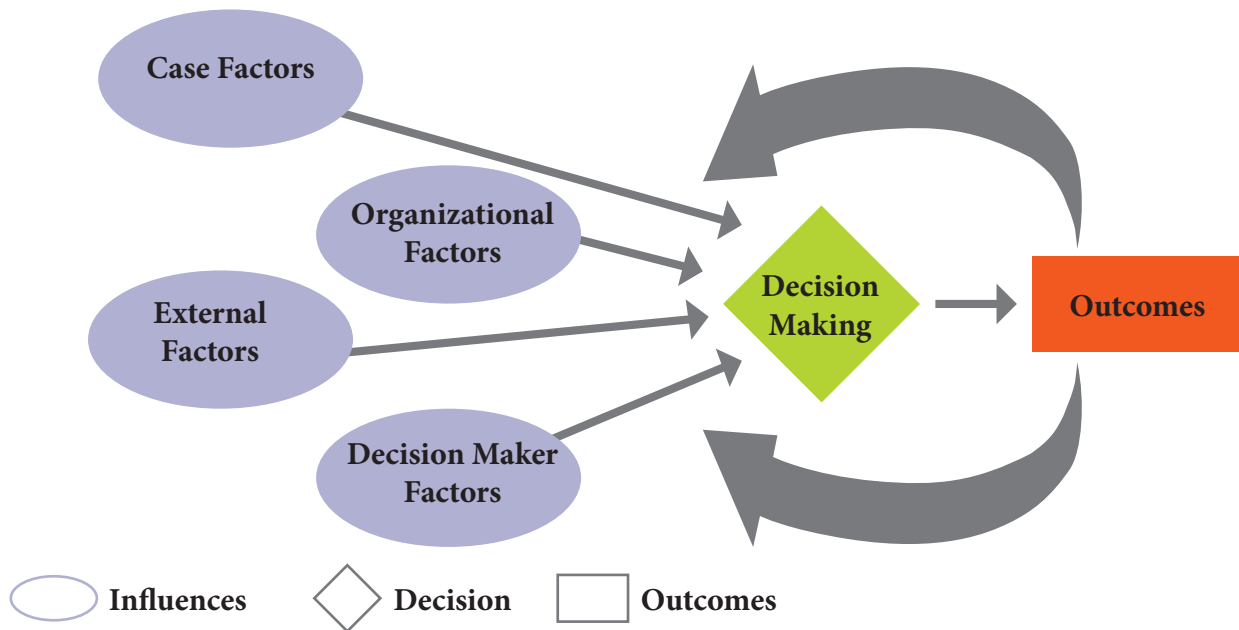 Case Factors
Organizational
Factors
External
Factors
Decision Maker
Factors
Decision
Making
Outcomes
Influences
Decision
Outcomes